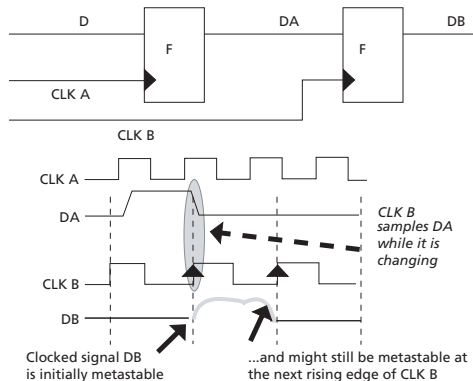 D
DA
DB
F
F
CLK A
CLK B
CLK A
DA
CLK B
samples DA
while it is
changing
CLK B
DB
Clocked signal DB
is initially metastable
...and might still be metastable at
the next rising edge of CLK B